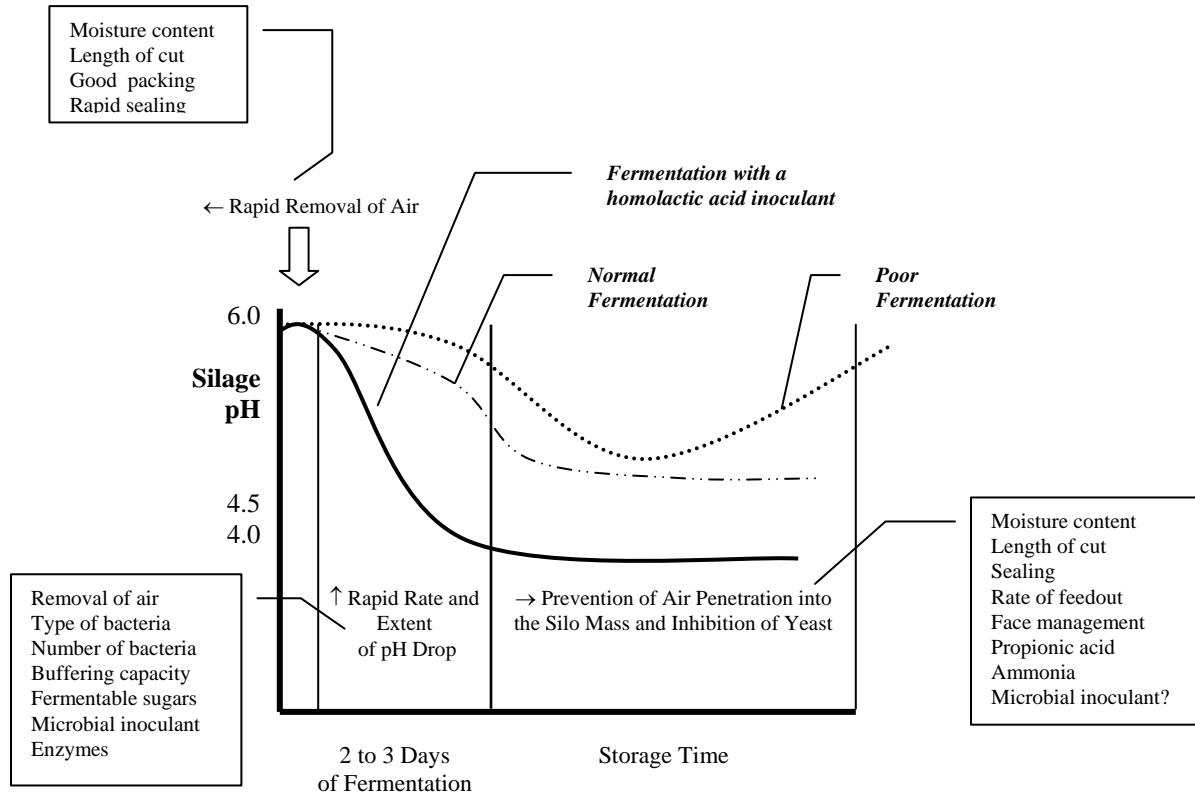 Moisture content
Length of cut
Good packing
Rapid sealing
← Rapid Removal of Air
Fermentation with a
homolactic acid inoculant
Normal
Fermentation
Poor
Fermentation
6.0
Silage
pH
4.5
4.0
Removal of air
Type of bacteria
Number of bacteria
Buffering capacity
Fermentable sugars
Microbial inoculant
Enzymes
↑ Rapid Rate and
Extent
of pH Drop
→ Prevention of Air Penetration into
the Silo Mass and Inhibition of Yeast
Moisture content
Length of cut
Sealing
Rate of feedout
Face management
Propionic acid
Ammonia
Microbial inoculant?
2 to 3 Days
of Fermentation
Storage Time